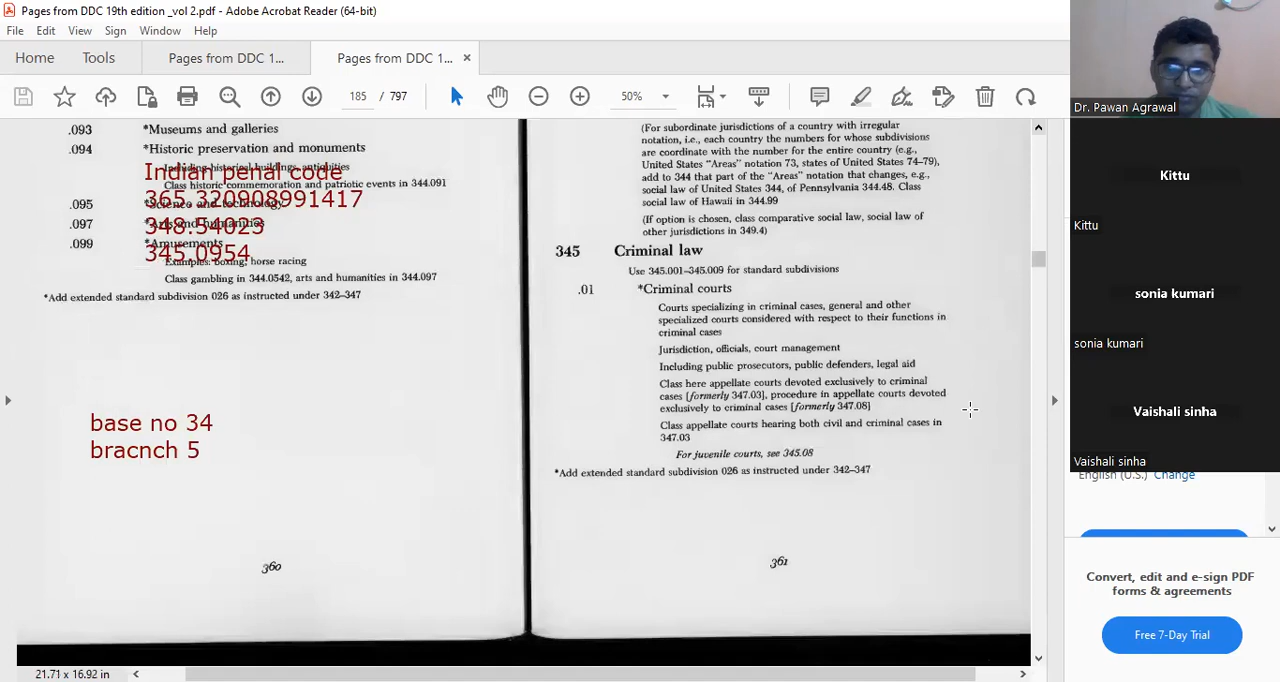 Pages from DDC 19th edition _vol 2.pdf - Adobe Acrobat Reader (64-bit)
File Edit View Sign Window Help
Home Tools Pages from DDC 1... Pages from DDC 1... ×
185 / 797 50%
.093 *Museums and galleries
.094 *Historic preservation and monuments
Including historical buildings, antiquities
Class historic commemoration and patriotic events in 344.091
.095 *Science and technology
.097 *Arts and humanities
.099 *Amusements
Examples: boxing, horse racing
Class gambling in 344.0542, arts and humanities in 344.097
*Add extended standard subdivision 026 as instructed under 342–347
Indian penal code
365.320908991417
348.54023
345.0954
base no 34
bracnch 5
360
(For subordinate jurisdictions of a country with irregular
notation, i.e., each country the numbers for whose subdivisions
are coordinate with the number for the entire country (e.g.,
United States "Areas" notation 73, states of United States 74–79),
add to 344 that part of the "Areas" notation that changes, e.g.,
social law of United States 344, of Pennsylvania 344.48. Class
social law of Hawaii in 344.99
(If option is chosen, class comparative social law, social law of
other jurisdictions in 349.4)
345 Criminal law
Use 345.001–345.009 for standard subdivisions
.01 *Criminal courts
Courts specializing in criminal cases, general and other
specialized courts considered with respect to their functions in
criminal cases
Jurisdiction, officials, court management
Including public prosecutors, public defenders, legal aid
Class here appellate courts devoted exclusively to criminal
cases [formerly 347.03], procedure in appellate courts devoted
exclusively to criminal cases [formerly 347.08]
Class appellate courts hearing both civil and criminal cases in
347.03
For juvenile courts, see 345.08
*Add extended standard subdivision 026 as instructed under 342–347
361
21.71 x 16.92 in
Dr. Pawan Agrawal
Kittu
Kittu
sonia kumari
sonia kumari
Vaishali sinha
Vaishali sinha
English (U.S.) Change
Convert, edit and e-sign PDF
forms & agreements
Free 7-Day Trial